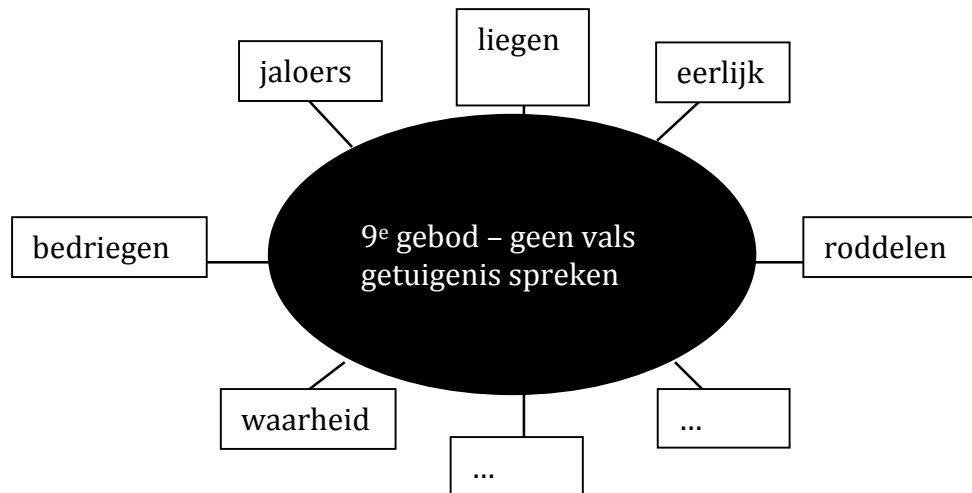 liegen
jaloers
eerlijk
9ᵉ gebod – geen vals
getuigenis spreken
bedriegen
roddelen
waarheid
...
...